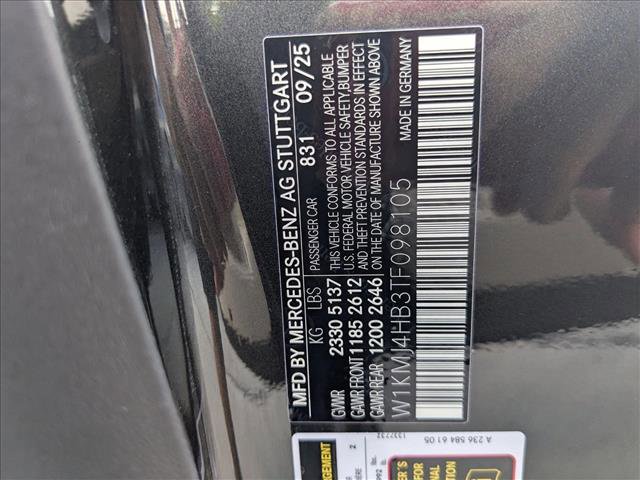 MFD BY MERCEDES-BENZ AG STUTTGART
831 09/25
KG LBS PASSENGER CAR
GVWR 2330 5137
GAWR FRONT 1185 2612
GAWR REAR 1200 2646
THIS VEHICLE CONFORMS TO ALL APPLICABLE
U.S. FEDERAL MOTOR VEHICLE SAFETY, BUMPER
AND THEFT PREVENTION STANDARDS IN EFFECT
ON THE DATE OF MANUFACTURE SHOWN ABOVE
W1KMJ4HB3TF098105 MADE IN GERMANY
A 236 584 61 05